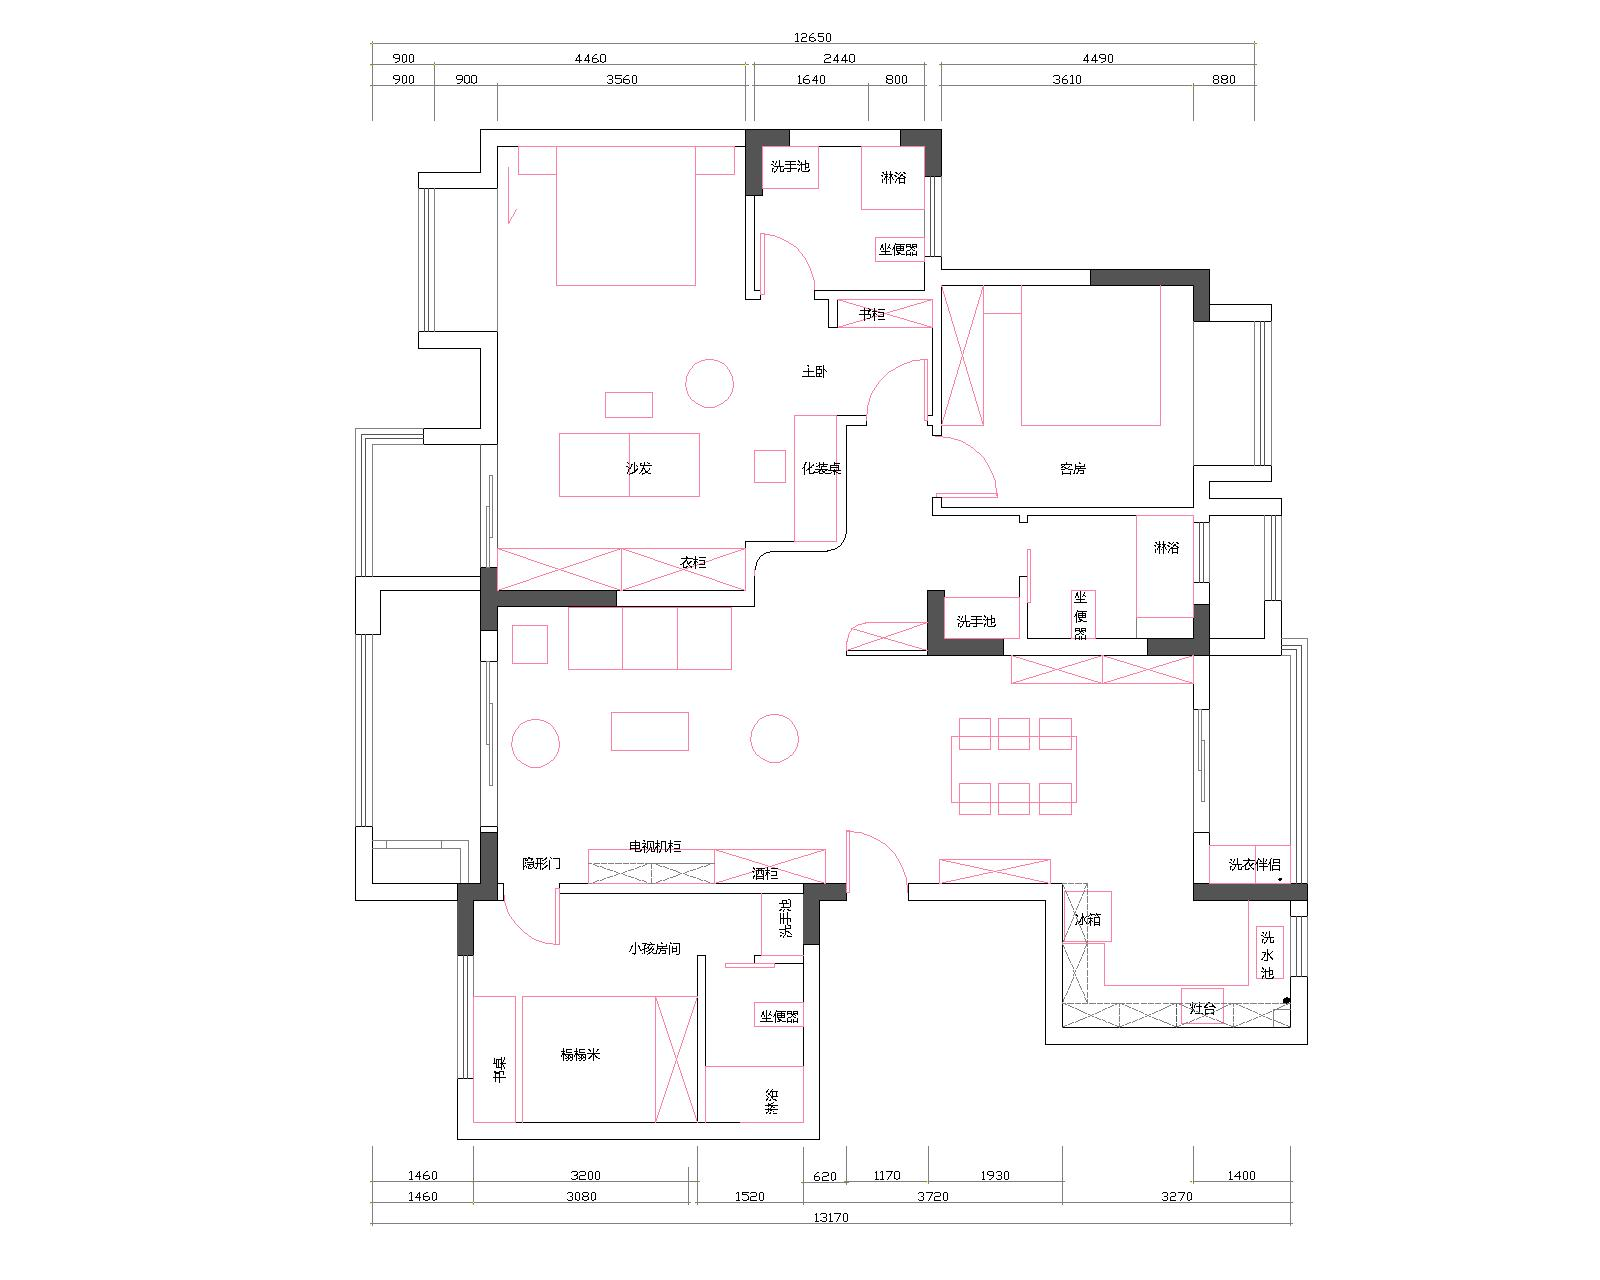 12650
900 4460 2440 4490
900 900 3560 1640 800 3610 880
洗手池
淋浴
坐便器
书柜
主卧
沙发
化装桌
客房
衣柜
淋浴
坐便器
洗手池
电视机柜
隐形门
酒柜
洗衣伴侣
洗手池
冰箱
小孩房间
洗水池
灶台
坐便器
榻榻米
书桌
淋浴
1460 3200 620 1170 1930 1400
1460 3080 1520 3720 3270
13170